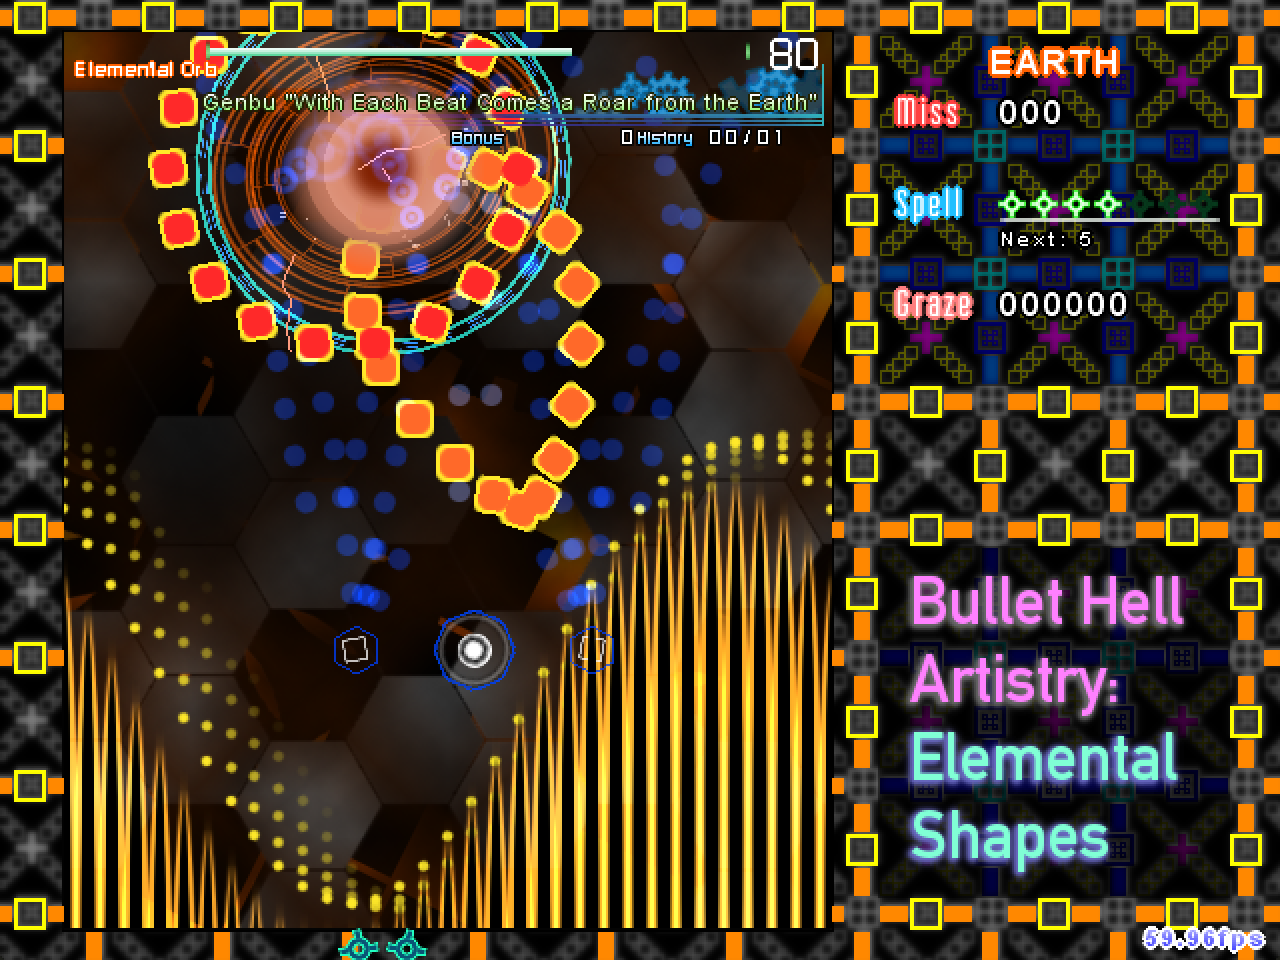 80
Elemental Orb
Genbu "With Each Beat Comes a Roar from the Earth"
Bonus 0 History 00/01
EARTH
Miss 000
Spell
Next: 5
Graze 000000
Bullet Hell
Artistry:
Elemental
Shapes
59.96fps